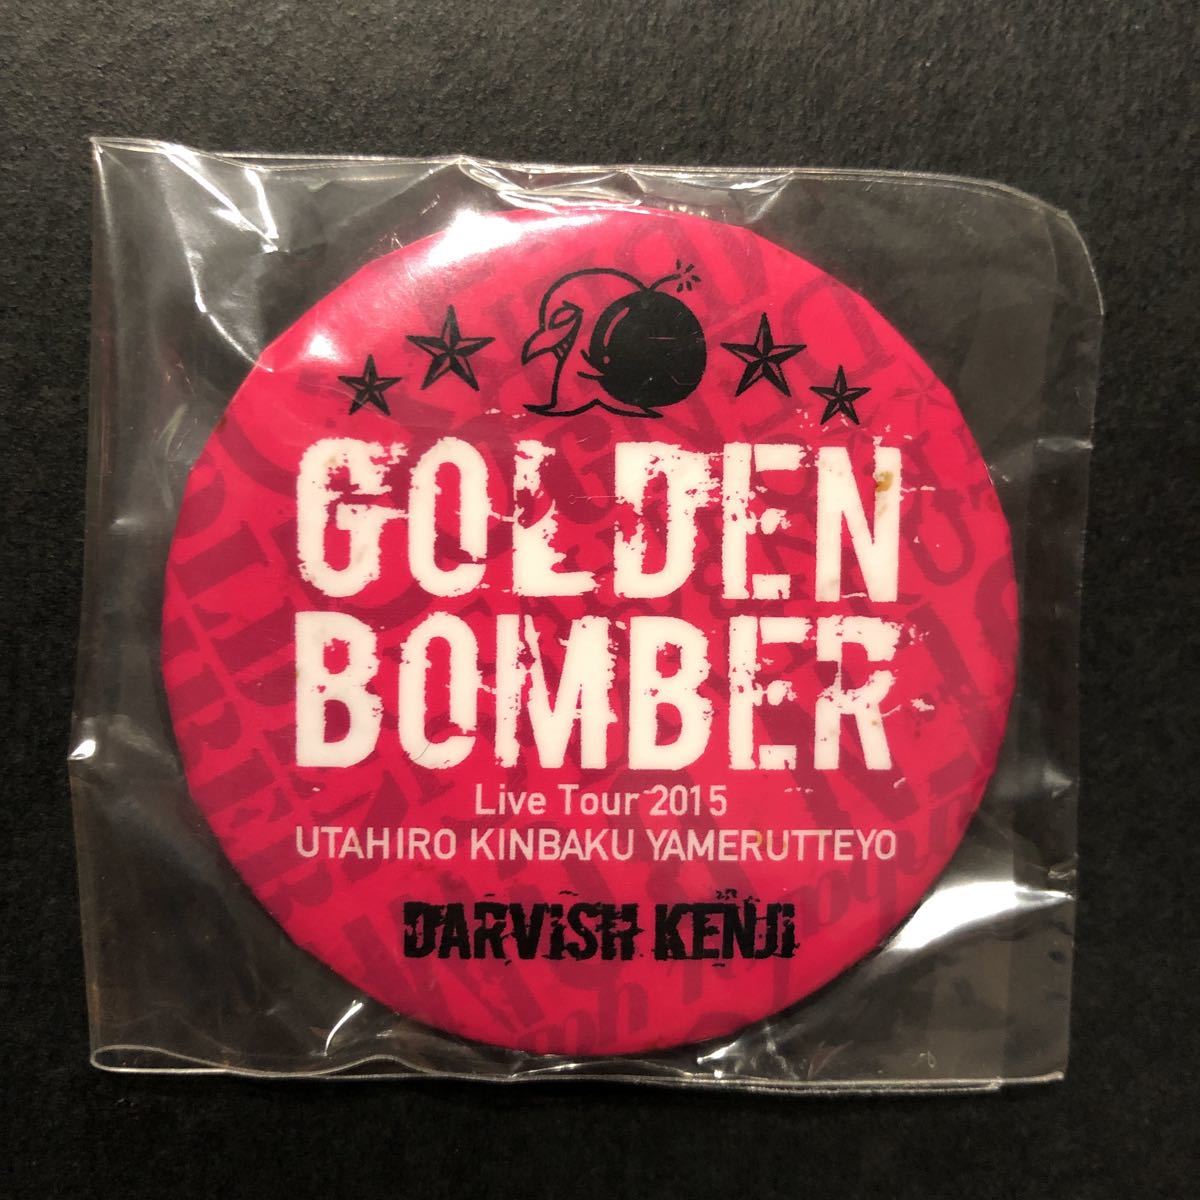 GOLDEN
BOMBER
Live Tour 2015
UTAHIRO KINBAKU YAMERUTTEYO
DARViSH KENJi